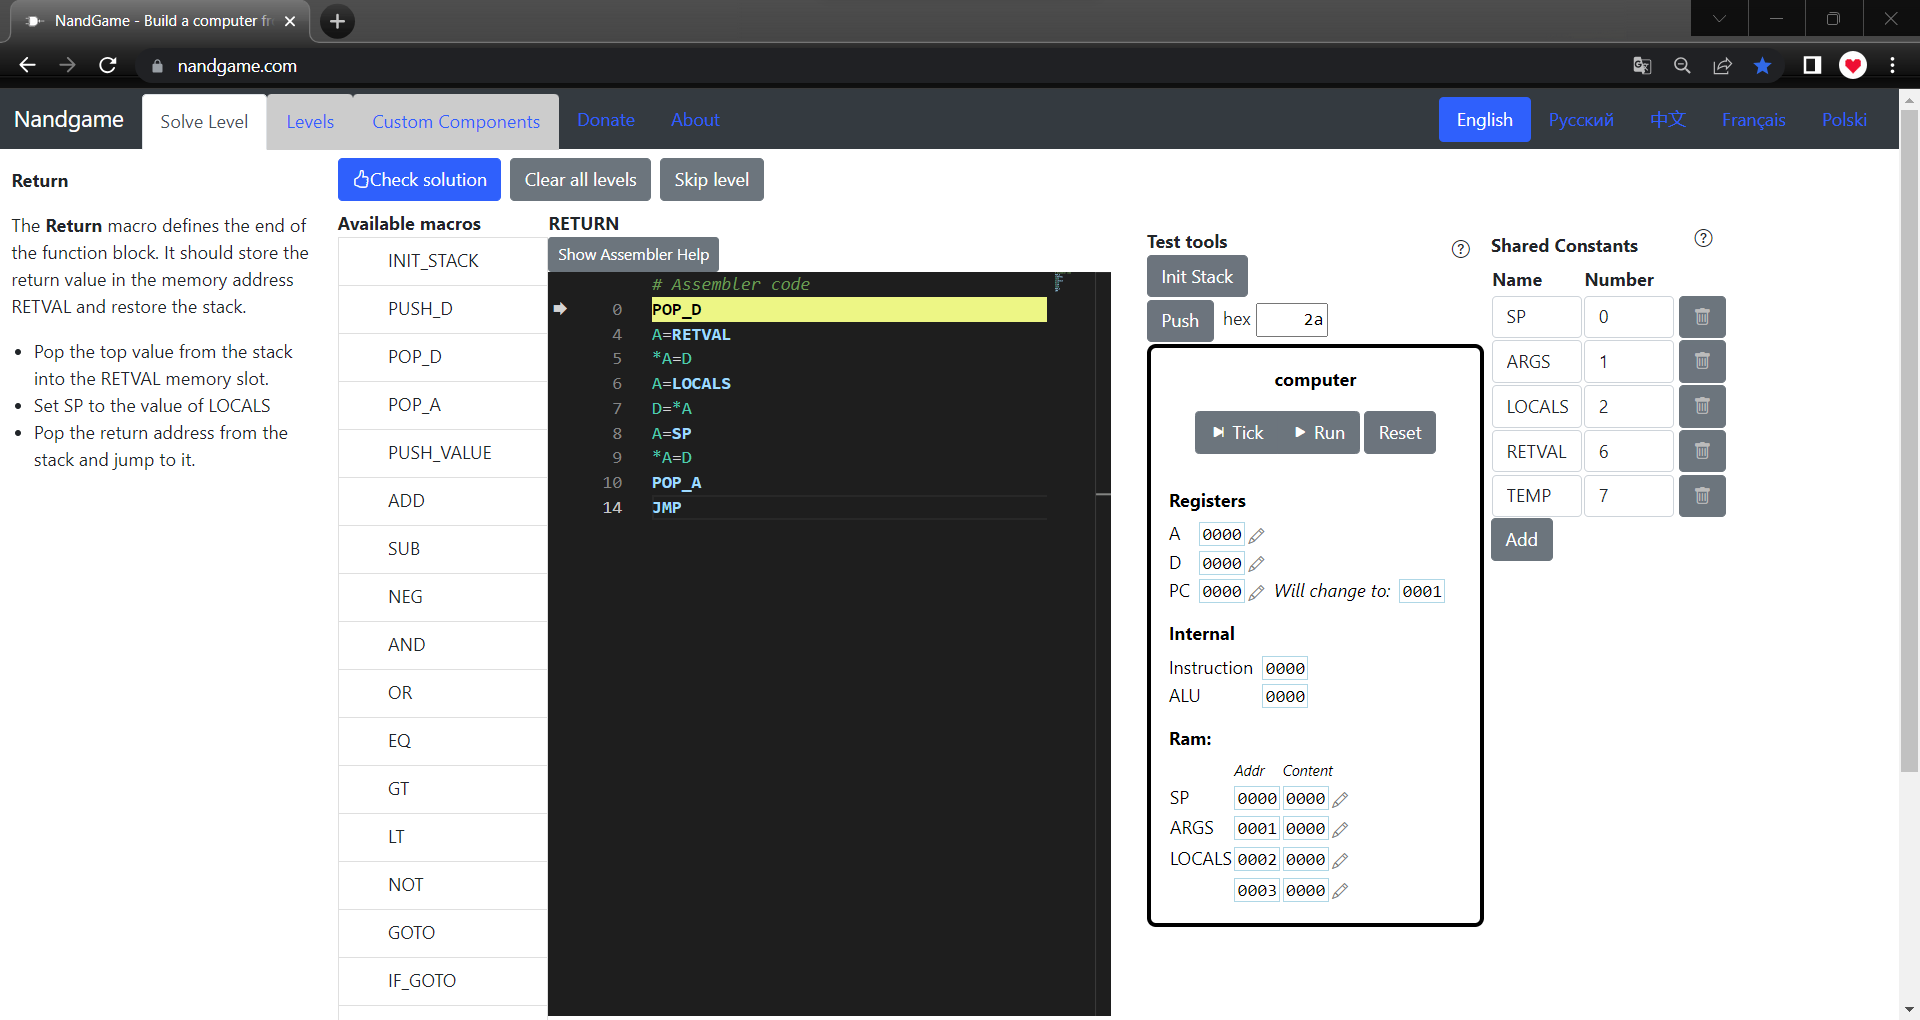 NandGame - Build a computer fr
nandgame.com
Nandgame
Solve Level
Levels
Custom Components
Donate
About
English
Русский
中文
Français
Polski
Return
The Return macro defines the end of
the function block. It should store the
return value in the memory address
RETVAL and restore the stack.
• Pop the top value from the stack
into the RETVAL memory slot.
• Set SP to the value of LOCALS
• Pop the return address from the
stack and jump to it.
Check solution
Clear all levels
Skip level
Available macros
INIT_STACK
PUSH_D
POP_D
POP_A
PUSH_VALUE
ADD
SUB
NEG
AND
OR
EQ
GT
LT
NOT
GOTO
IF_GOTO
RETURN
Show Assembler Help
# Assembler code
0 POP_D
4 A=RETVAL
5 *A=D
6 A=LOCALS
7 D=*A
8 A=SP
9 *A=D
10 POP_A
14 JMP
Test tools
Init Stack
Push hex 2a
computer
Tick Run Reset
Registers
A 0000
D 0000
PC 0000 Will change to: 0001
Internal
Instruction 0000
ALU 0000
Ram:
Addr Content
SP 0000 0000
ARGS 0001 0000
LOCALS 0002 0000
0003 0000
Shared Constants
Name Number
SP 0
ARGS 1
LOCALS 2
RETVAL 6
TEMP 7
Add